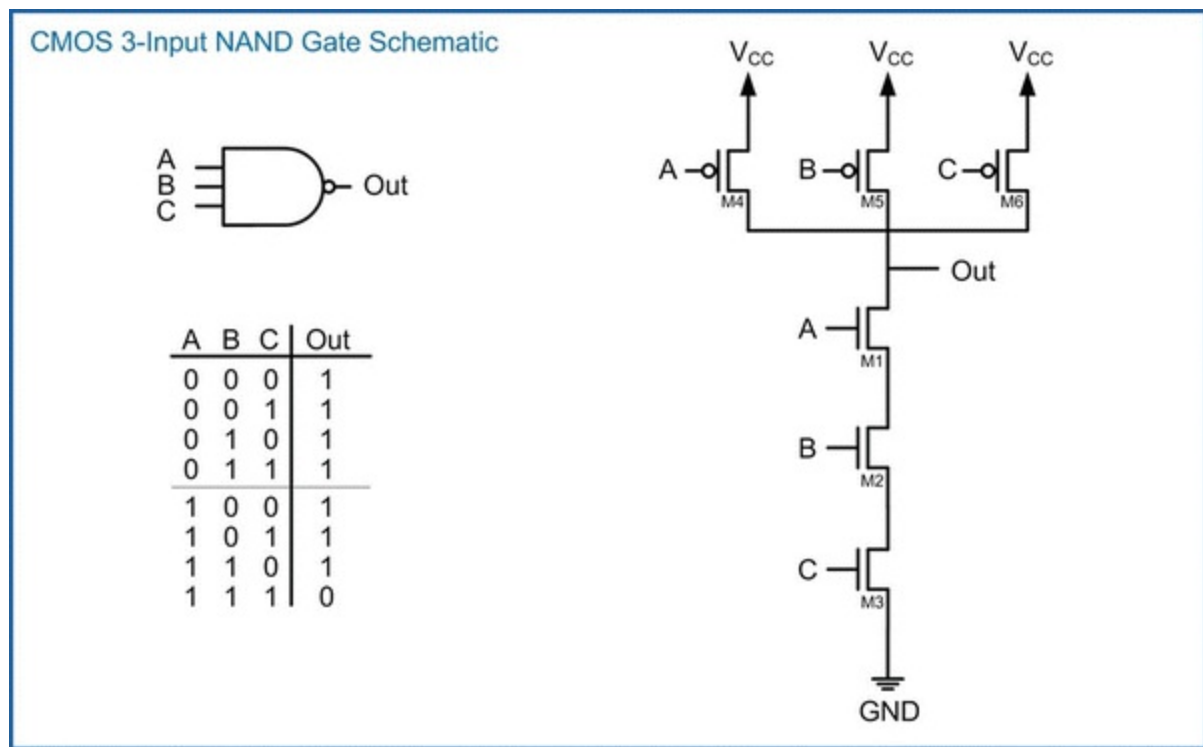 CMOS 3-Input NAND Gate Schematic
A
B
C
Out
A B C Out
0 0 0 1
0 0 1 1
0 1 0 1
0 1 1 1
1 0 0 1
1 0 1 1
1 1 0 1
1 1 1 0
VCC VCC VCC
A B C
M4 M5 M6
Out
A
M1
B
M2
C
M3
GND